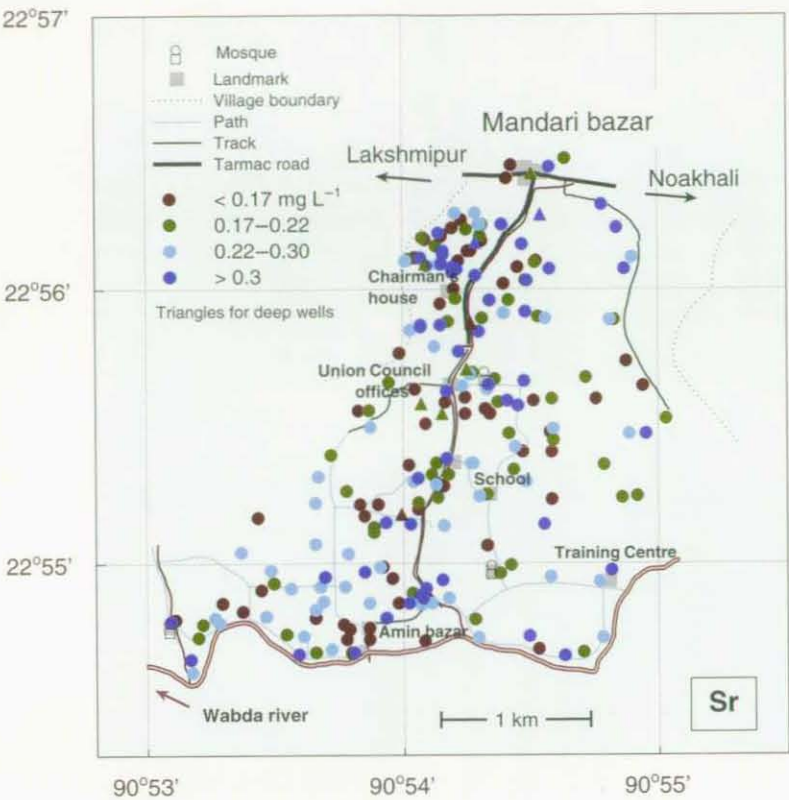 22°57'
Mosque
Landmark
Village boundary
Path
Track
Tarmac road
Mandari bazar
Lakshmipur
Noakhali
< 0.17 mg L⁻¹
0.17–0.22
0.22–0.30
> 0.3
Triangles for deep wells
22°56'
Chairman's
house
Union Council
offices
School
22°55'
Training Centre
Amin bazar
Wabda river
1 km
Sr
90°53'
90°54'
90°55'